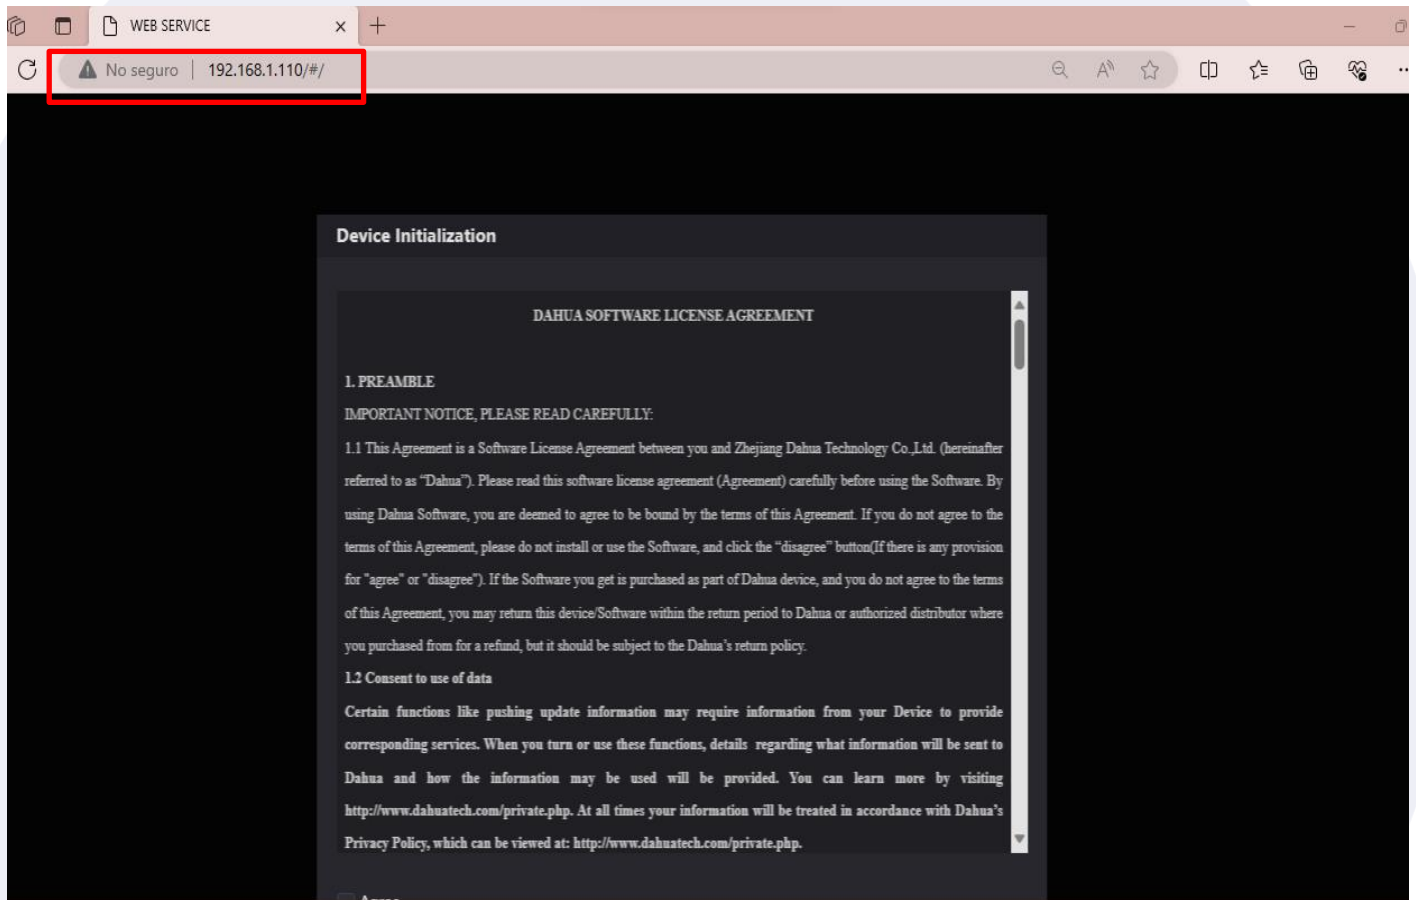 WEB SERVICE
No seguro | 192.168.1.110/#/
Device Initialization
DAHUA SOFTWARE LICENSE AGREEMENT
1. PREAMBLE
IMPORTANT NOTICE, PLEASE READ CAREFULLY:
1.1 This Agreement is a Software License Agreement between you and Zhejiang Dahua Technology Co.,Ltd. (hereinafter
referred to as “Dahua”). Please read this software license agreement (Agreement) carefully before using the Software. By
using Dahua Software, you are deemed to agree to be bound by the terms of this Agreement. If you do not agree to the
terms of this Agreement, please do not install or use the Software, and click the “disagree” button(If there is any provision
for "agree" or "disagree"). If the Software you get is purchased as part of Dahua device, and you do not agree to the terms
of this Agreement, you may return this device/Software within the return period to Dahua or authorized distributor where
you purchased from for a refund, but it should be subject to the Dahua’s return policy.
1.2 Consent to use of data
Certain functions like pushing update information may require information from your Device to provide
corresponding services. When you turn or use these functions, details regarding what information will be sent to
Dahua and how the information may be used will be provided. You can learn more by visiting
http://www.dahuatech.com/private.php. At all times your information will be treated in accordance with Dahua’s
Privacy Policy, which can be viewed at: http://www.dahuatech.com/private.php.